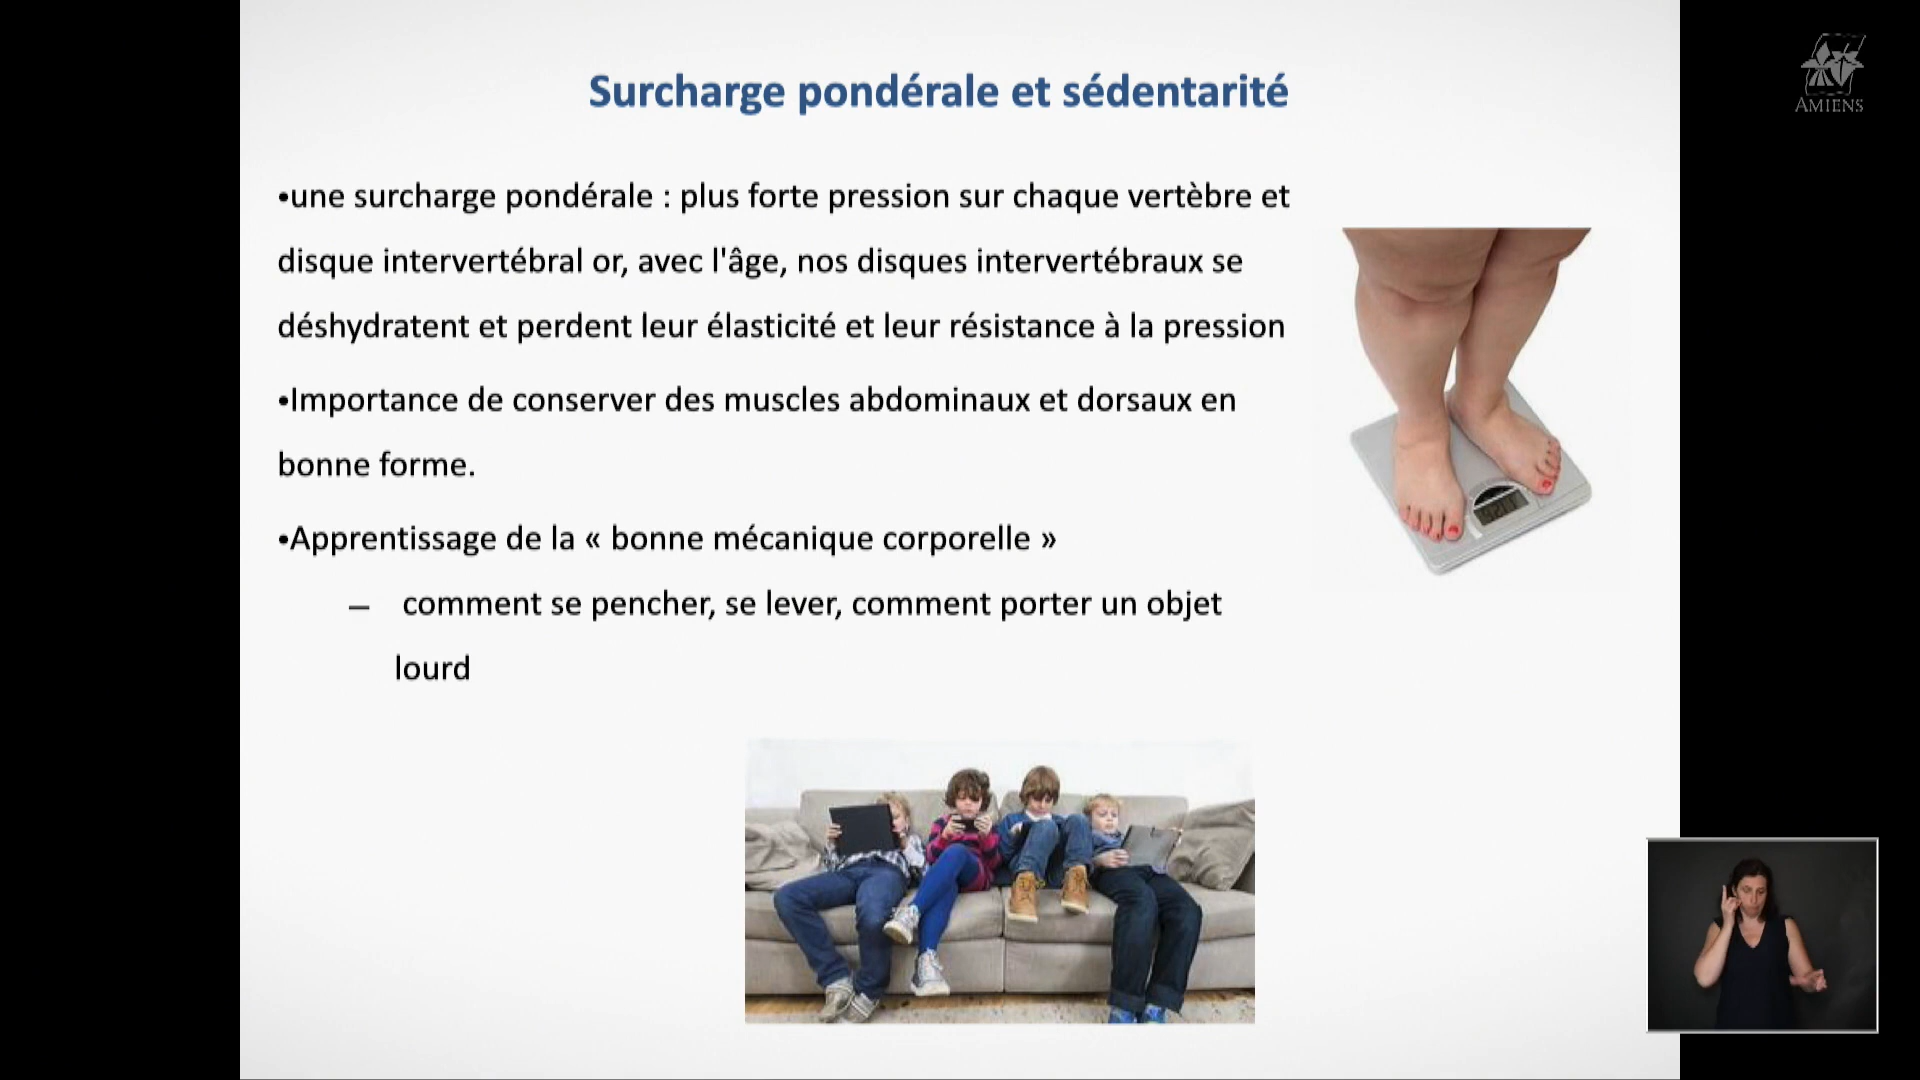 Surcharge pondérale et sédentarité
AMIENS
•une surcharge pondérale : plus forte pression sur chaque vertèbre et
disque intervertébral or, avec l'âge, nos disques intervertébraux se
déshydratent et perdent leur élasticité et leur résistance à la pression
•Importance de conserver des muscles abdominaux et dorsaux en
bonne forme.
•Apprentissage de la « bonne mécanique corporelle »
– comment se pencher, se lever, comment porter un objet
lourd